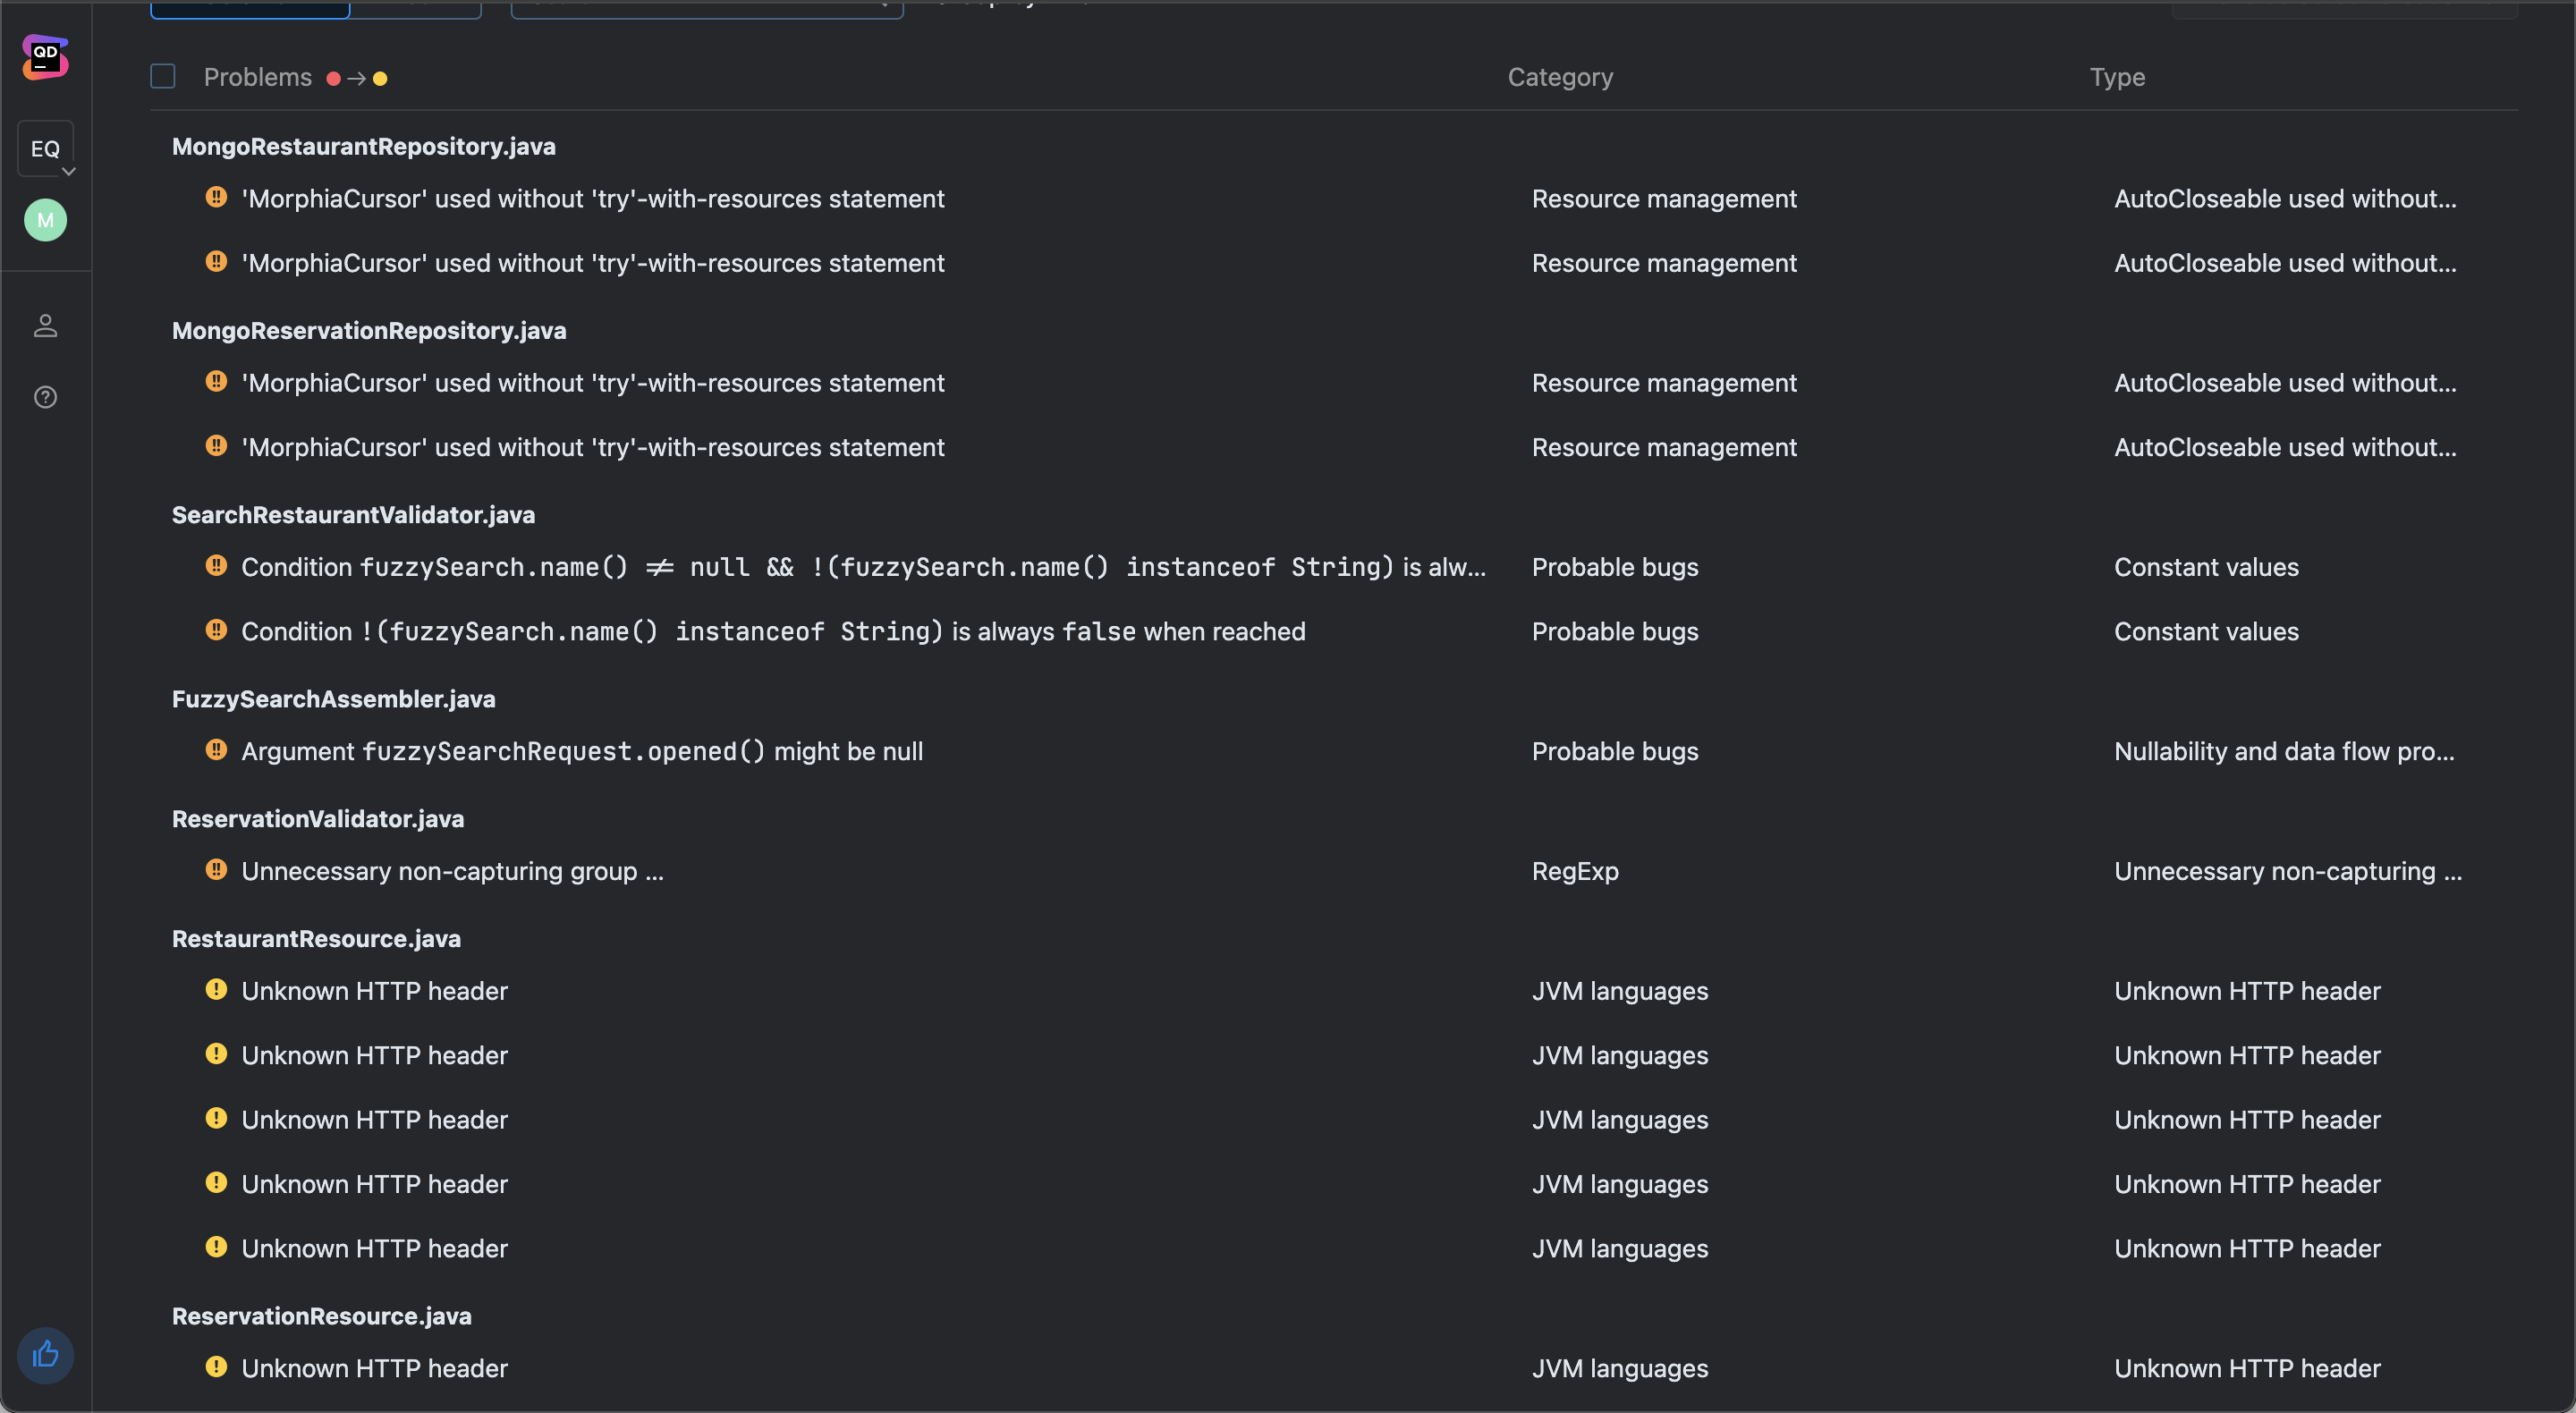 QD
Problems → Category Type
EQ
MongoRestaurantRepository.java
'MorphiaCursor' used without 'try'-with-resources statement Resource management AutoCloseable used without...
M
'MorphiaCursor' used without 'try'-with-resources statement Resource management AutoCloseable used without...
MongoReservationRepository.java
'MorphiaCursor' used without 'try'-with-resources statement Resource management AutoCloseable used without...
'MorphiaCursor' used without 'try'-with-resources statement Resource management AutoCloseable used without...
SearchRestaurantValidator.java
Condition fuzzySearch.name() ≠ null && !(fuzzySearch.name() instanceof String) is alw... Probable bugs Constant values
Condition !(fuzzySearch.name() instanceof String) is always false when reached Probable bugs Constant values
FuzzySearchAssembler.java
Argument fuzzySearchRequest.opened() might be null Probable bugs Nullability and data flow pro...
ReservationValidator.java
Unnecessary non-capturing group ... RegExp Unnecessary non-capturing ...
RestaurantResource.java
Unknown HTTP header JVM languages Unknown HTTP header
Unknown HTTP header JVM languages Unknown HTTP header
Unknown HTTP header JVM languages Unknown HTTP header
Unknown HTTP header JVM languages Unknown HTTP header
Unknown HTTP header JVM languages Unknown HTTP header
ReservationResource.java
Unknown HTTP header JVM languages Unknown HTTP header